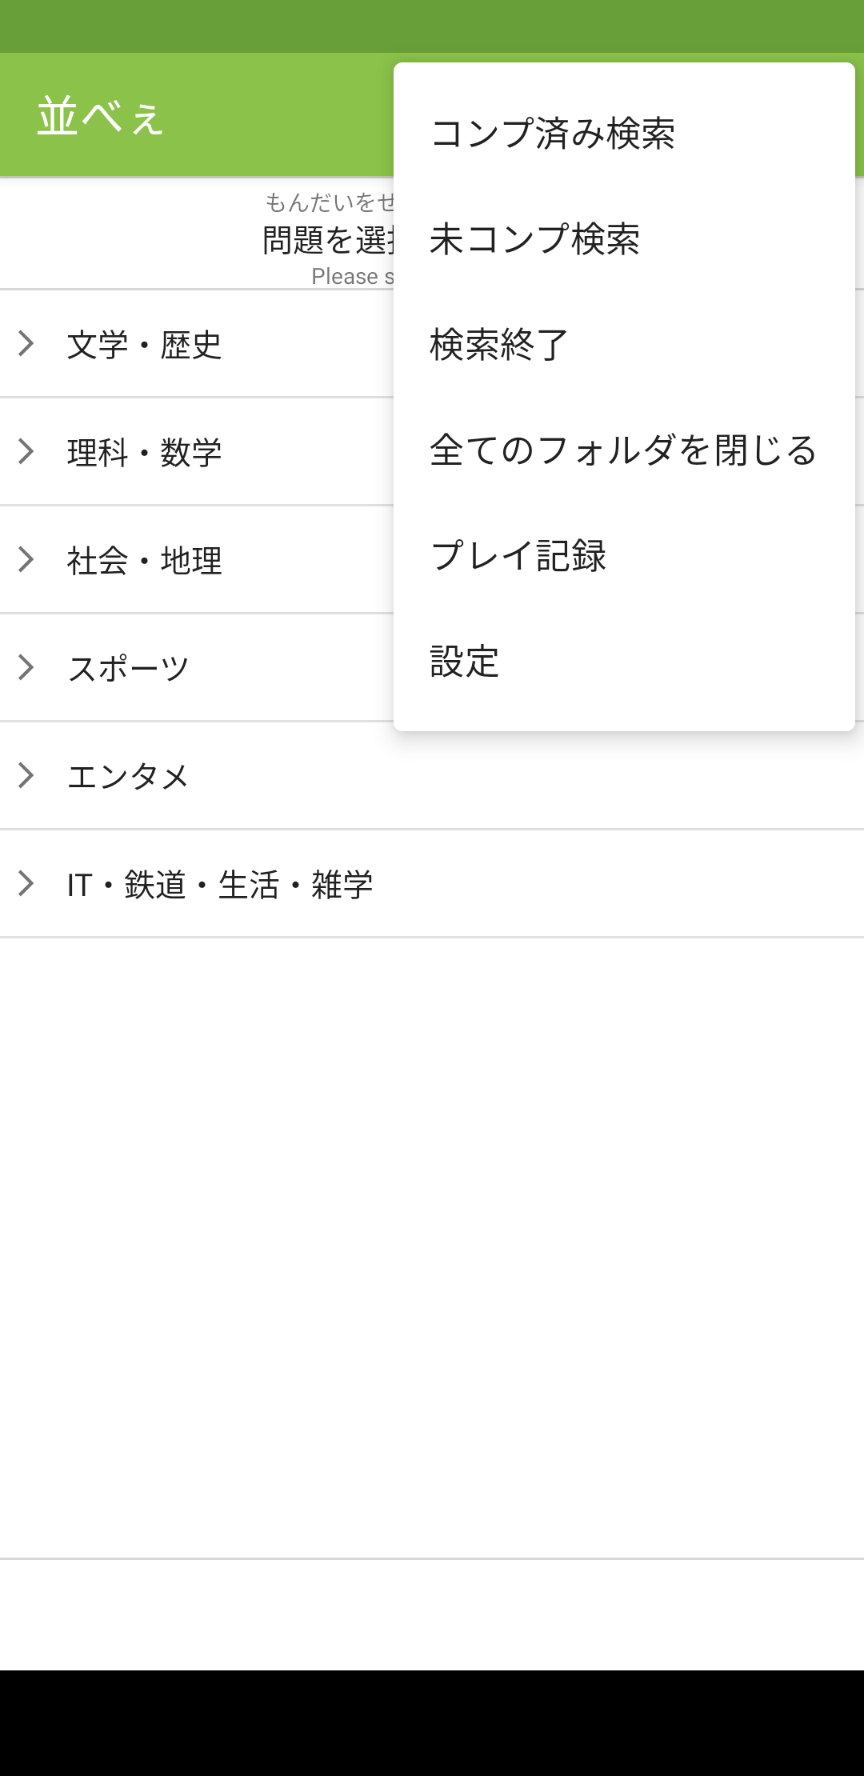 並べぇ
コンプ済み検索
未コンプ検索
検索終了
全てのフォルダを閉じる
プレイ記録
設定
もんだいをせ
問題を選
Please s
文学・歴史
理科・数学
社会・地理
スポーツ
エンタメ
IT・鉄道・生活・雑学